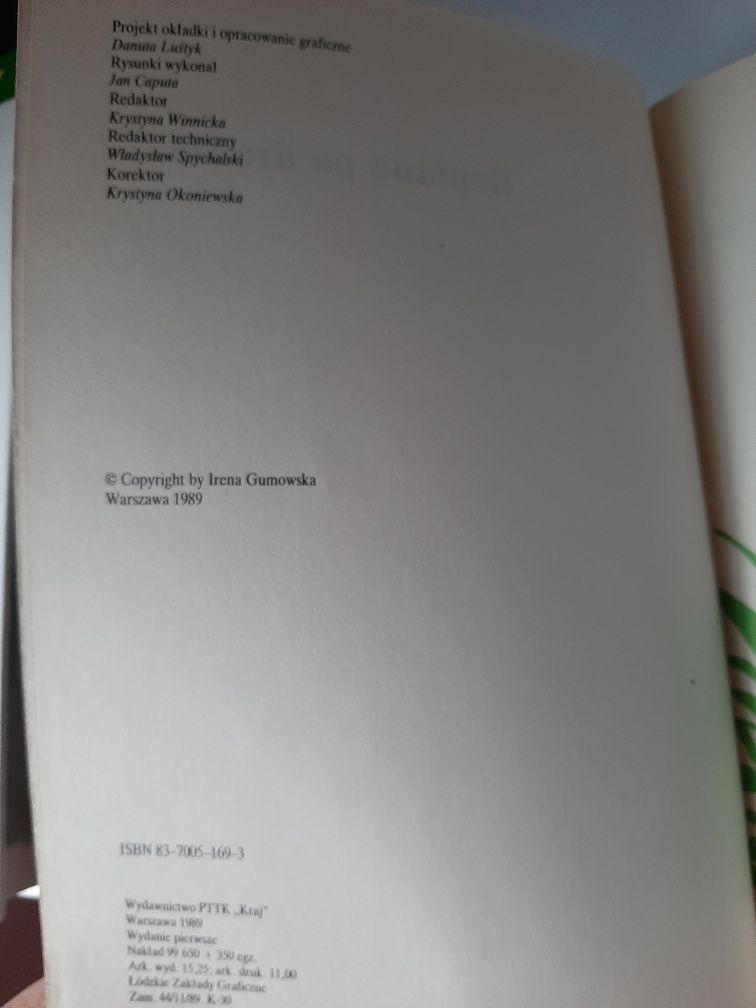 Projekt okładki i opracowanie graficzne
Danuta Luśtyk
Rysunki wykonał
Jan Caputa
Redaktor
Krystyna Winnicka
Redaktor techniczny
Władysław Spychalski
Korektor
Krystyna Okoniewska
© Copyright by Irena Gumowska
Warszawa 1989
ISBN 83-7005-169-3
Wydawnictwo PTTK „Kraj”
Warszawa 1989
Wydanie pierwsze
Nakład 99 650 + 350 egz.
Ark. wyd. 15,25; ark. druk. 11,00
Łódzkie Zakłady Graficzne
Zam. 44/11/89. K-30